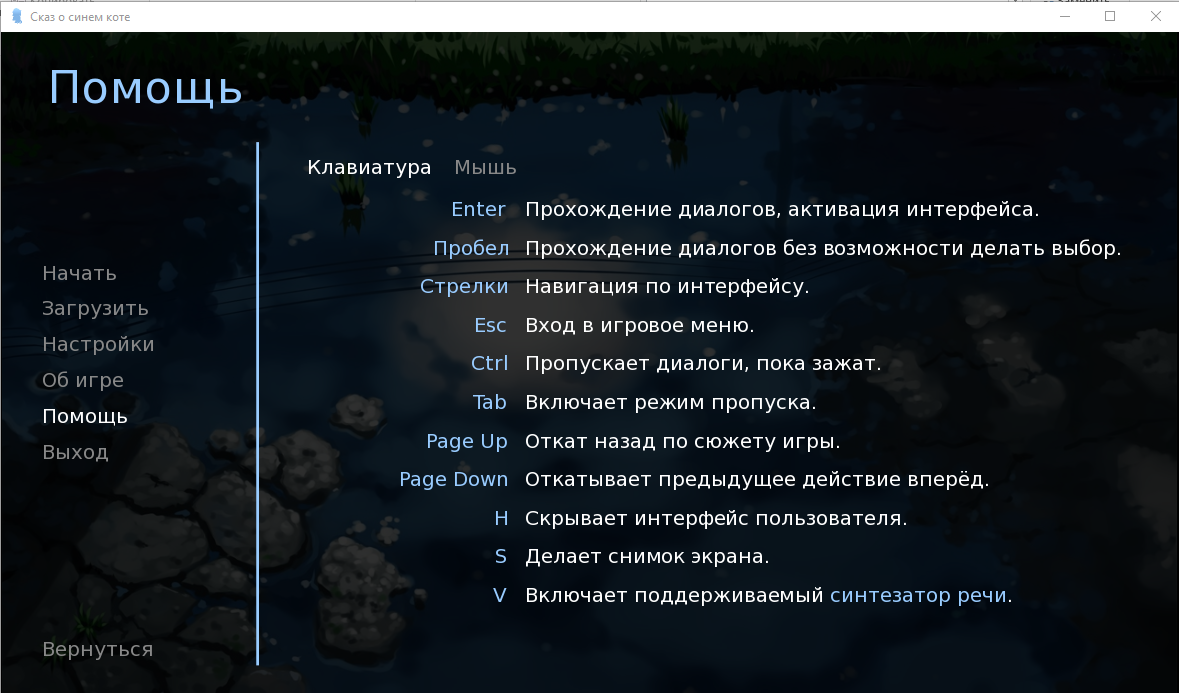 Сказ о синем коте
Помощь
Начать
Загрузить
Настройки
Об игре
Помощь
Выход
Вернуться
Клавиатура Мышь
Enter Прохождение диалогов, активация интерфейса.
Пробел Прохождение диалогов без возможности делать выбор.
Стрелки Навигация по интерфейсу.
Esc Вход в игровое меню.
Ctrl Пропускает диалоги, пока зажат.
Tab Включает режим пропуска.
Page Up Откат назад по сюжету игры.
Page Down Откатывает предыдущее действие вперёд.
H Скрывает интерфейс пользователя.
S Делает снимок экрана.
V Включает поддерживаемый синтезатор речи.